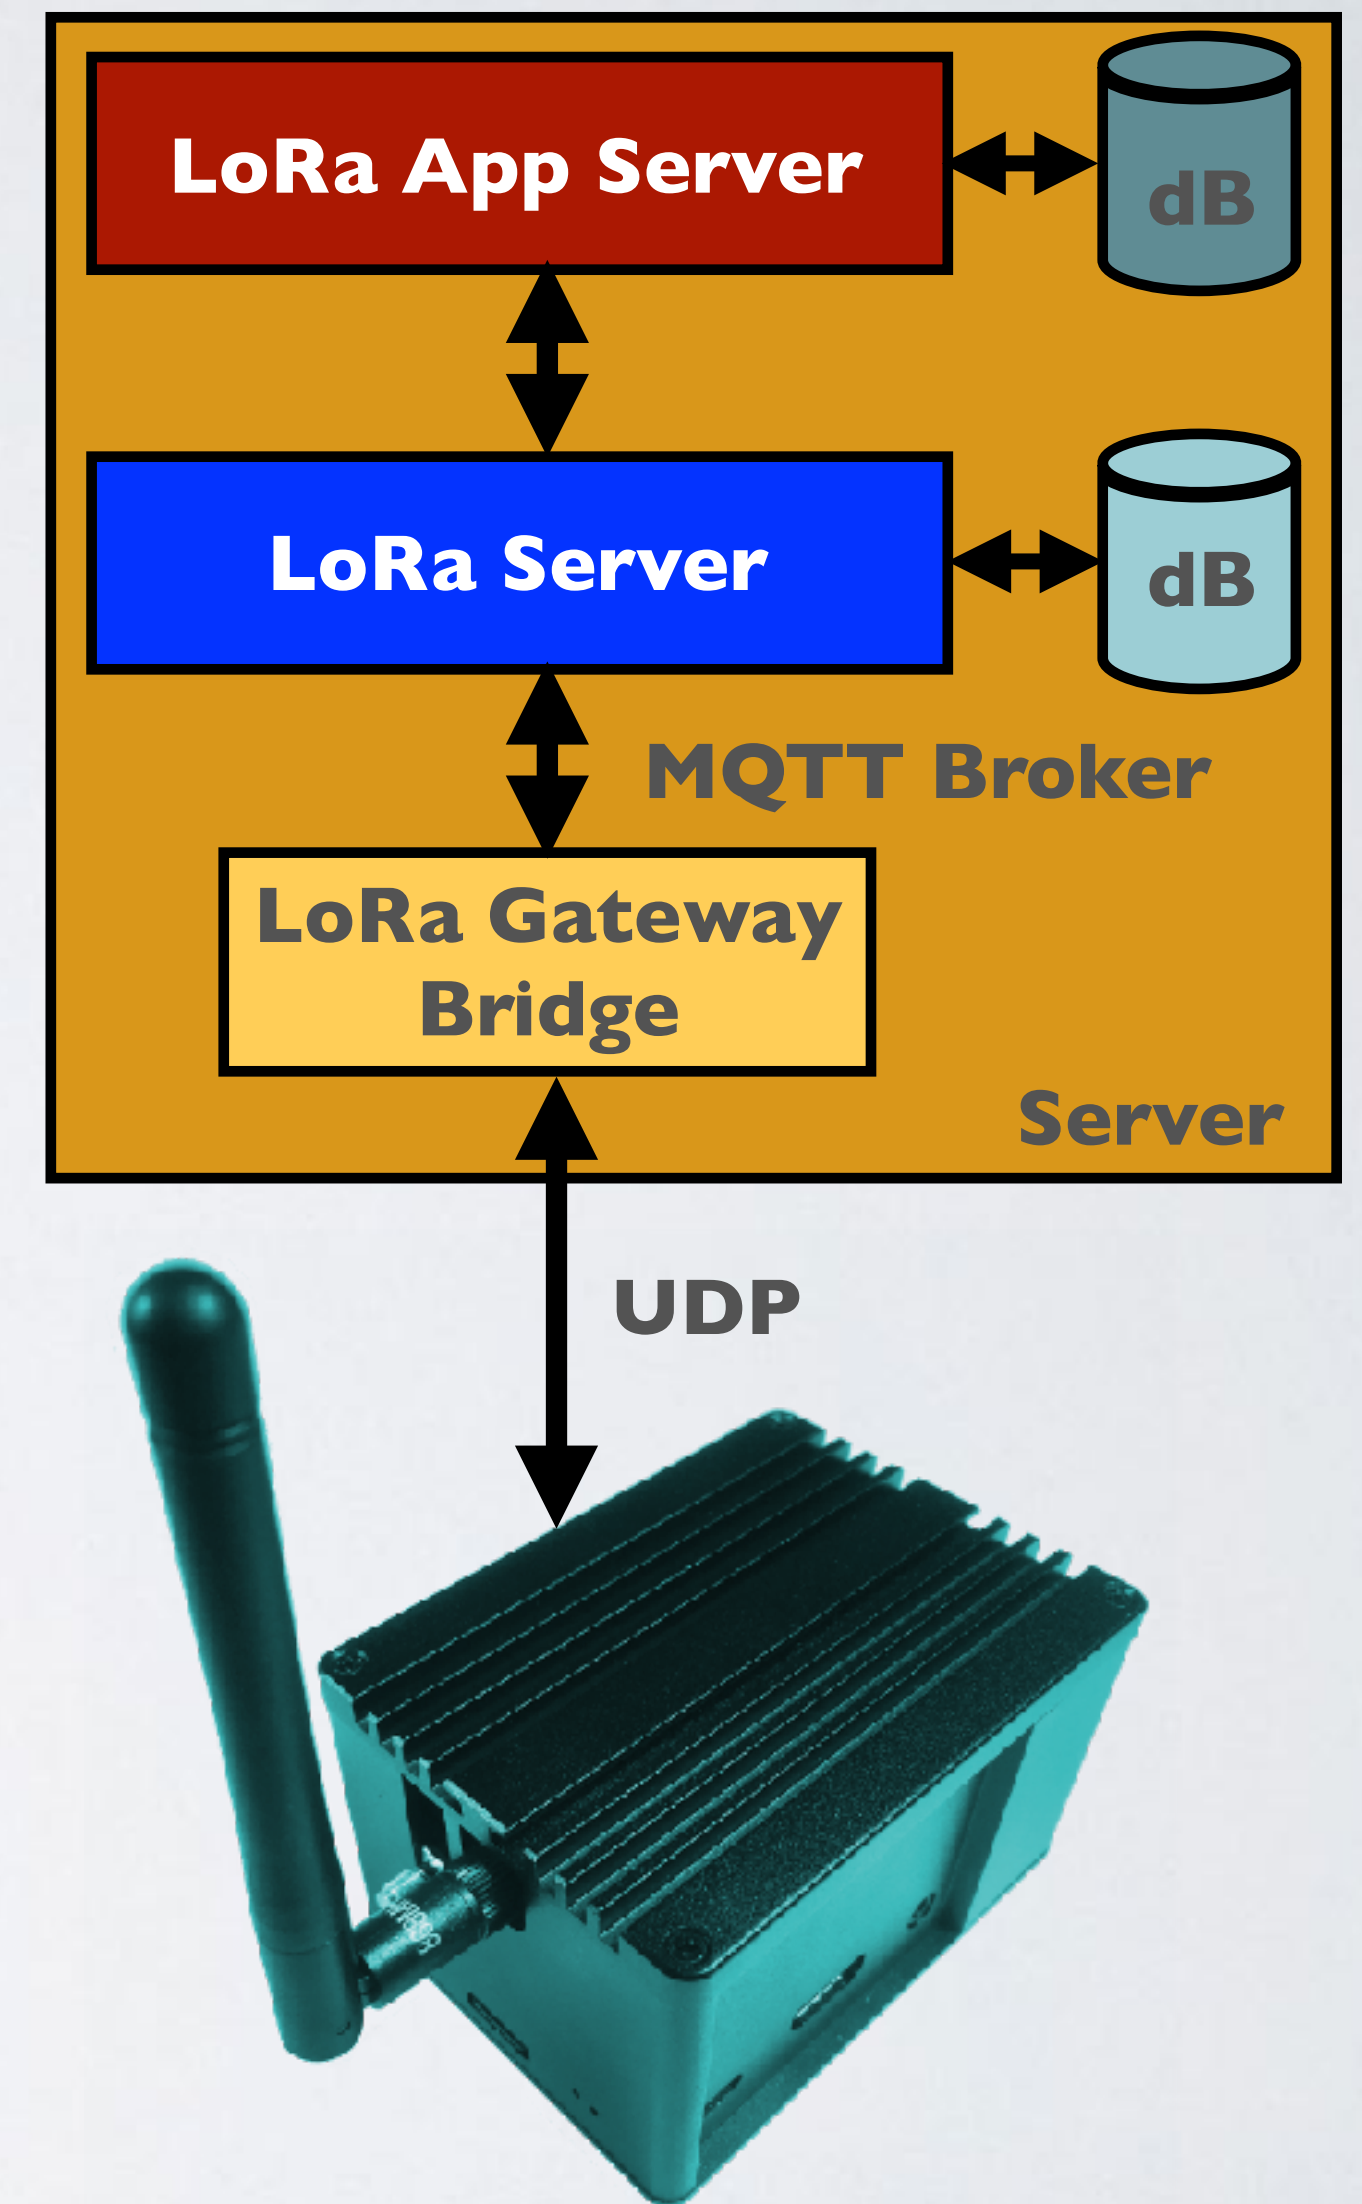 LoRa App Server
dB
LoRa Server
dB
MQTT Broker
LoRa Gateway
Bridge
Server
UDP